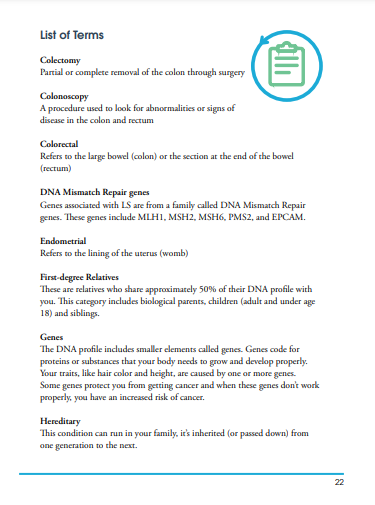 List of Terms
Colectomy
Partial or complete removal of the colon through surgery
Colonoscopy
A procedure used to look for abnormalities or signs of
disease in the colon and rectum
Colorectal
Refers to the large bowel (colon) or the section at the end of the bowel
(rectum)
DNA Mismatch Repair genes
Genes associated with LS are from a family called DNA Mismatch Repair
genes. These genes include MLH1, MSH2, MSH6, PMS2, and EPCAM.
Endometrial
Refers to the lining of the uterus (womb)
First-degree Relatives
These are relatives who share approximately 50% of their DNA profile with
you. This category includes biological parents, children (adult and under age
18) and siblings.
Genes
The DNA profile includes smaller elements called genes. Genes code for
proteins or substances that your body needs to grow and develop properly.
Your traits, like hair color and height, are caused by one or more genes.
Some genes protect you from getting cancer and when these genes don't work
properly, you have an increased risk of cancer.
Hereditary
This condition can run in your family, it's inherited (or passed down) from
one generation to the next.
22